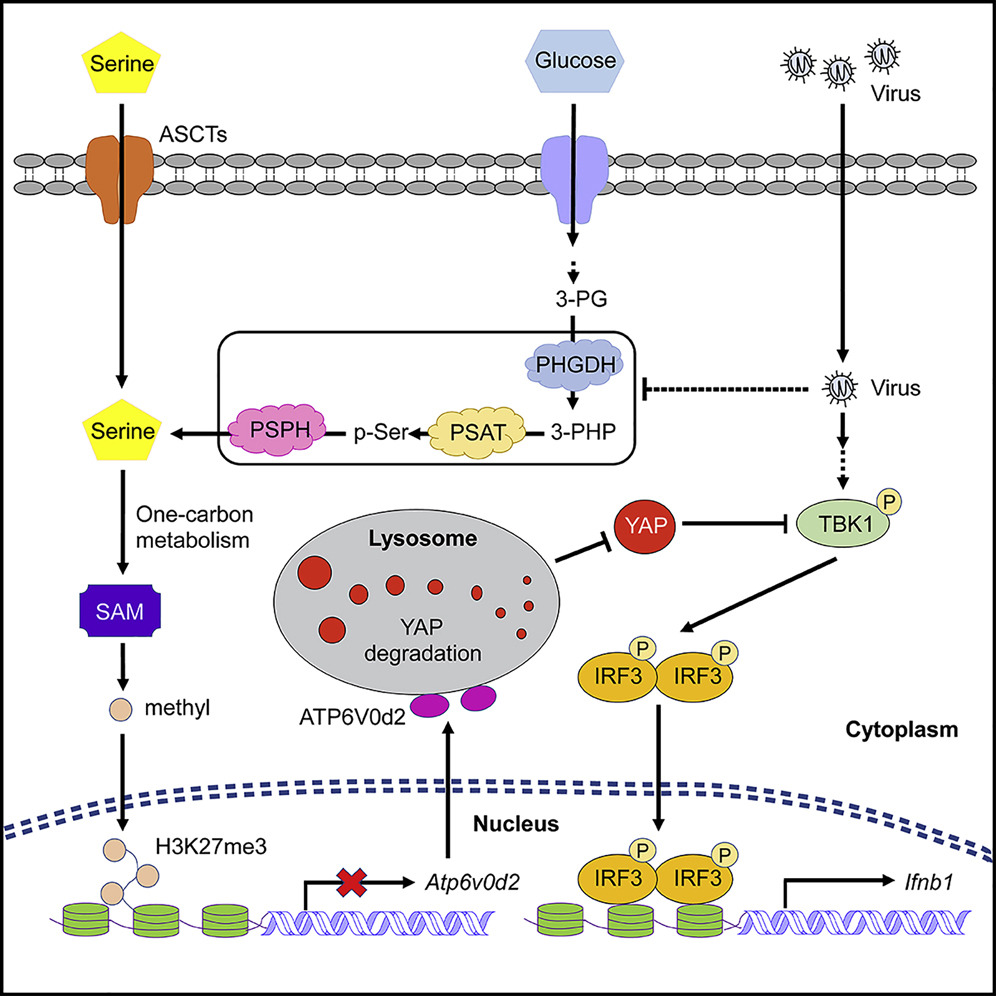 Serine
Glucose
Virus
ASCTs
3-PG
PHGDH
Virus
Serine
PSPH
p-Ser
PSAT
3-PHP
One-carbon
metabolism
P
YAP
TBK1
Lysosome
SAM
YAP
degradation
P
P
IRF3
IRF3
methyl
ATP6V0d2
Cytoplasm
Nucleus
H3K27me3
P
P
IRF3
IRF3
Atp6v0d2
Ifnb1